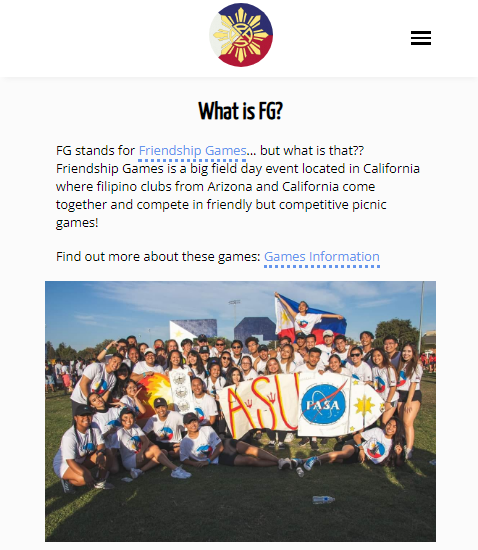 What is FG?
FG stands for Friendship Games... but what is that??
Friendship Games is a big field day event located in California
where filipino clubs from Arizona and California come
together and compete in friendly but competitive picnic
games!
Find out more about these games: Games Information
ASU PASA